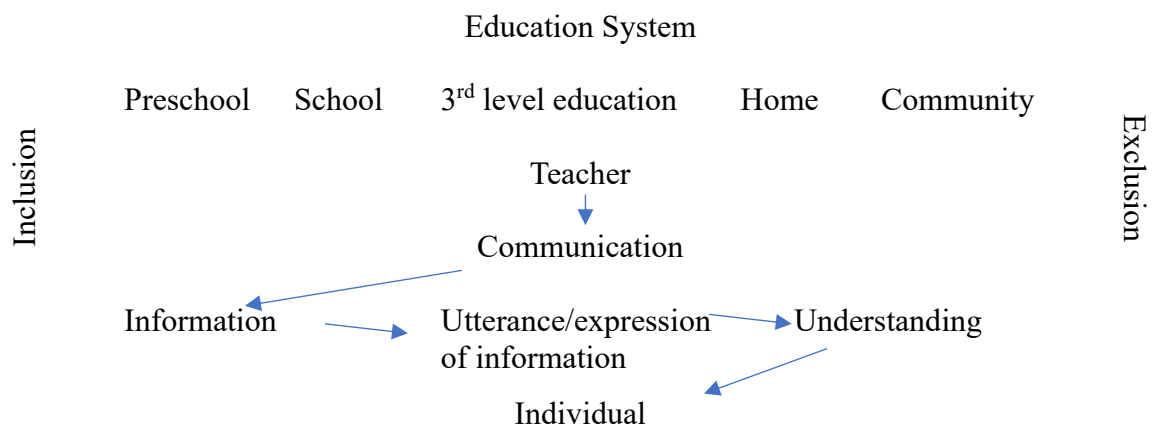 Education System
Preschool School 3rd level education Home Community
Inclusion
Exclusion
Teacher
Communication
Information Utterance/expression Understanding
of information
Individual